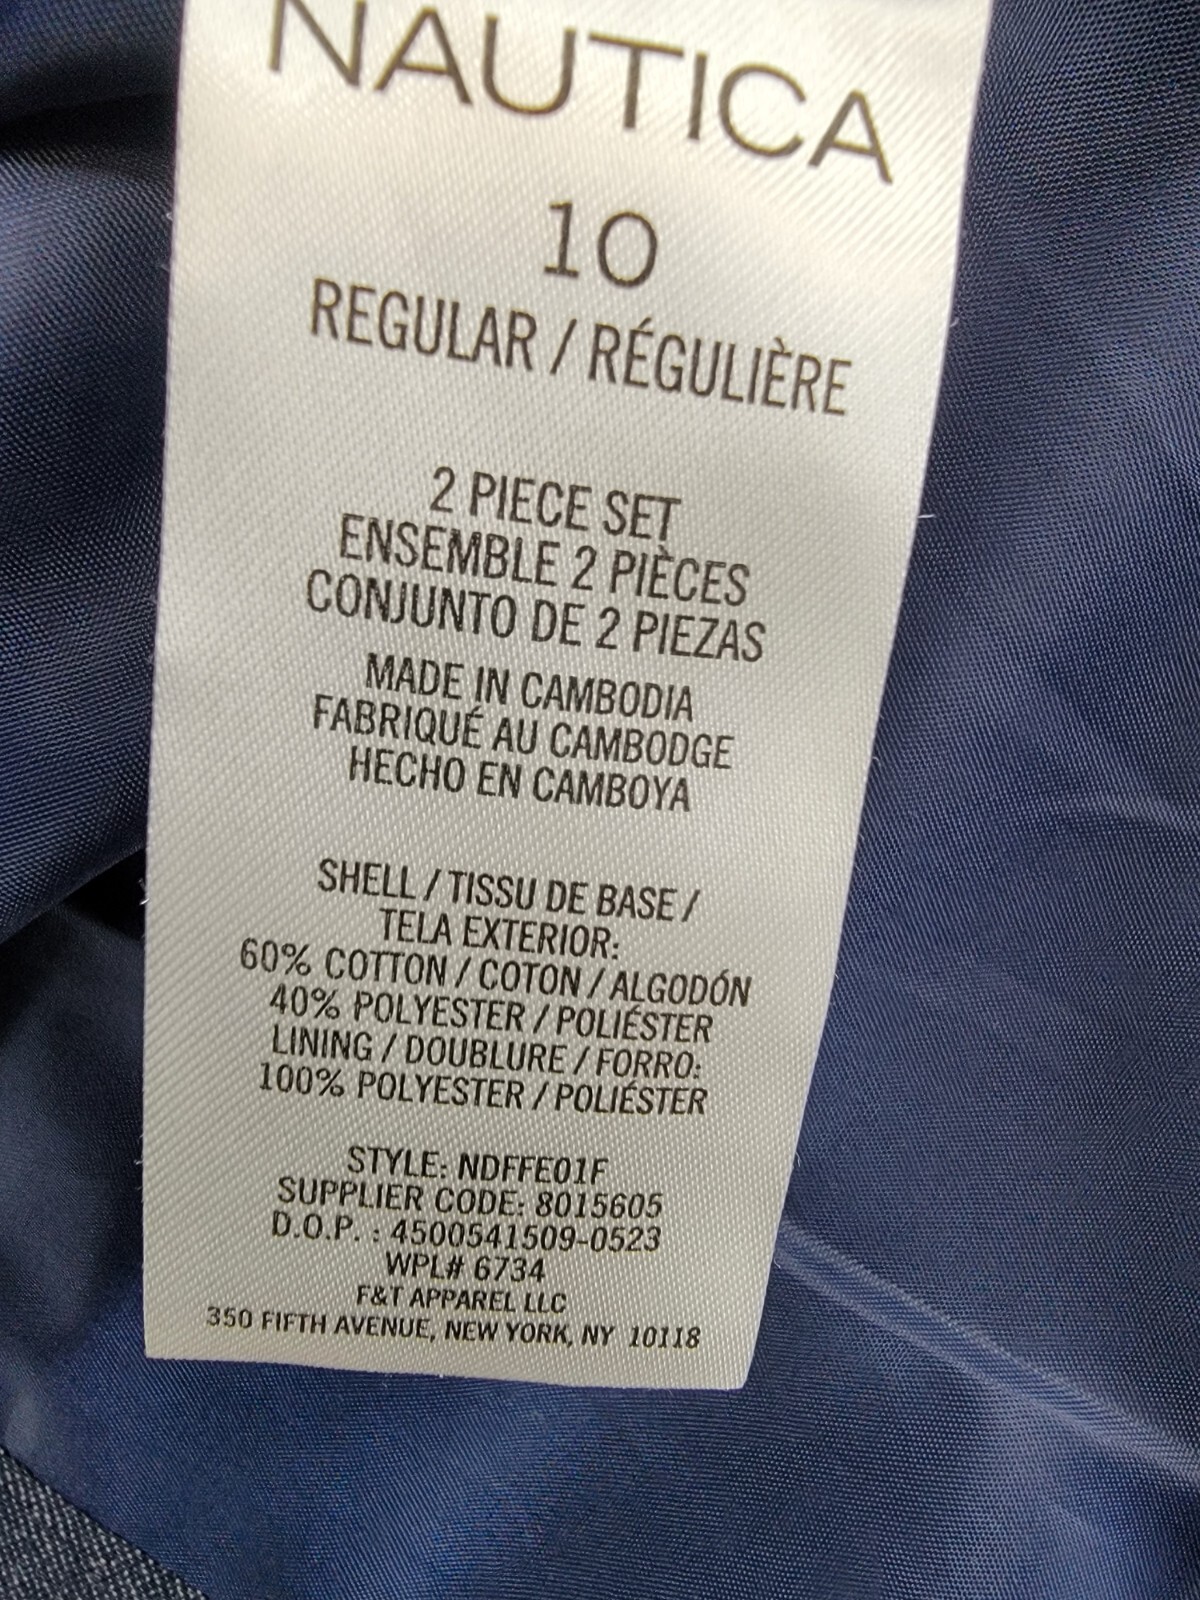 NAUTICA
10
REGULAR / RÉGULIÈRE
2 PIECE SET
ENSEMBLE 2 PIÈCES
CONJUNTO DE 2 PIEZAS
MADE IN CAMBODIA
FABRIQUÉ AU CAMBODGE
HECHO EN CAMBOYA
SHELL / TISSU DE BASE /
TELA EXTERIOR:
60% COTTON / COTON / ALGODÓN
40% POLYESTER / POLIÉSTER
LINING / DOUBLURE / FORRO:
100% POLYESTER / POLIÉSTER
STYLE: NDFFE01F
SUPPLIER CODE: 8015605
D.O.P. : 4500541509-0523
WPL# 6734
F&T APPAREL LLC
350 FIFTH AVENUE, NEW YORK, NY 10118